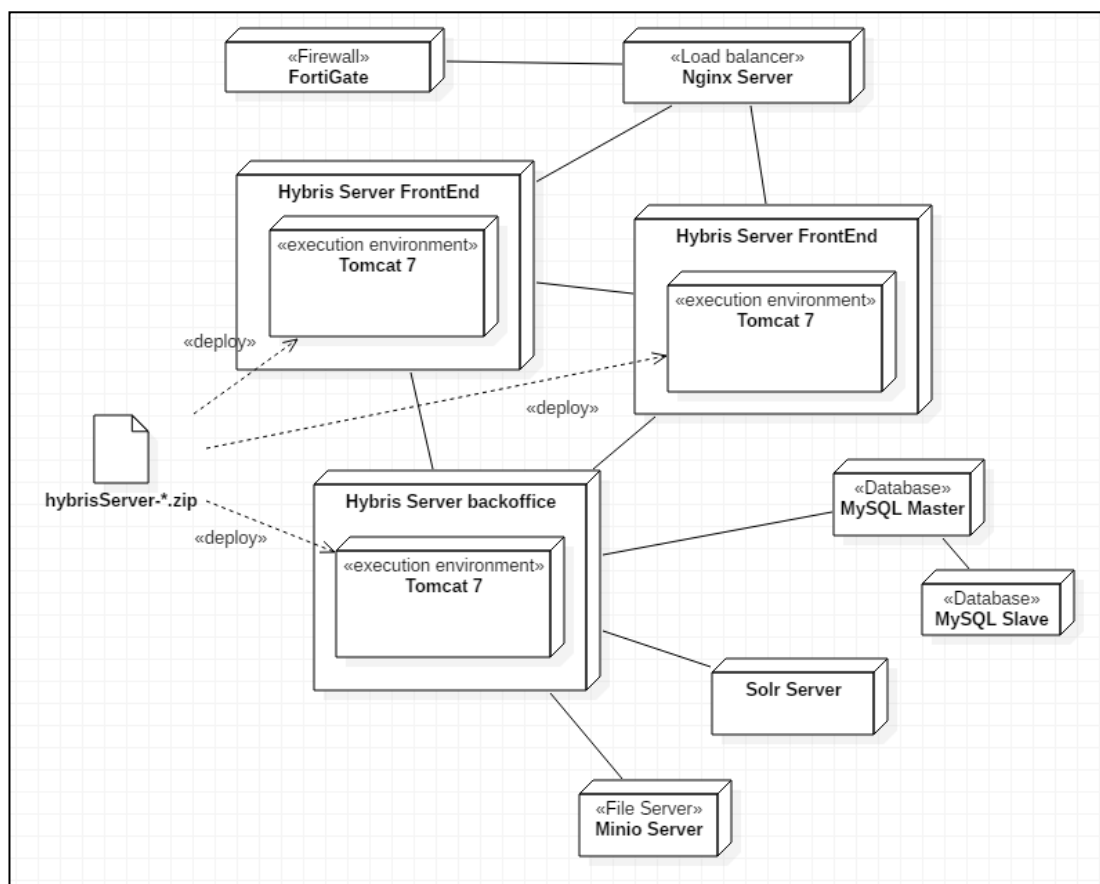 «Firewall»
FortiGate
«Load balancer»
Nginx Server
Hybris Server FrontEnd
«execution environment»
Tomcat 7
Hybris Server FrontEnd
«execution environment»
Tomcat 7
«deploy»
«deploy»
hybrisServer-*.zip
«deploy»
Hybris Server backoffice
«execution environment»
Tomcat 7
«Database»
MySQL Master
«Database»
MySQL Slave
Solr Server
«File Server»
Minio Server